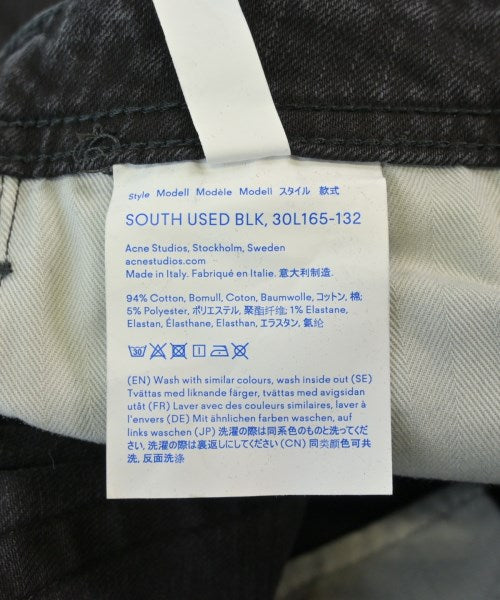 Style Modell Modèle Modell スタイル 款式
SOUTH USED BLK, 30L165-132
Acne Studios, Stockholm, Sweden
acnestudios.com
Made in Italy. Fabriqué en Italie. 意大利制造.
94% Cotton, Bomull, Coton, Baumwolle, コットン, 棉;
5% Polyester, ポリエステル, 聚酯纤维; 1% Elastane,
Elastan, Élasthane, Elasthan, エラスタン, 氨纶
30
(EN) Wash with similar colours, wash inside out (SE)
Tvättas med liknande färger, tvättas med avigsidan
utåt (FR) Laver avec des couleurs similaires, laver à
l'envers (DE) Mit ähnlichen farben waschen, auf
links waschen (JP) 洗濯の際は同系色のものと洗ってくだ
さい, 洗濯の際は裏返しにしてください (CN) 同类颜色可共
洗, 反面洗涤